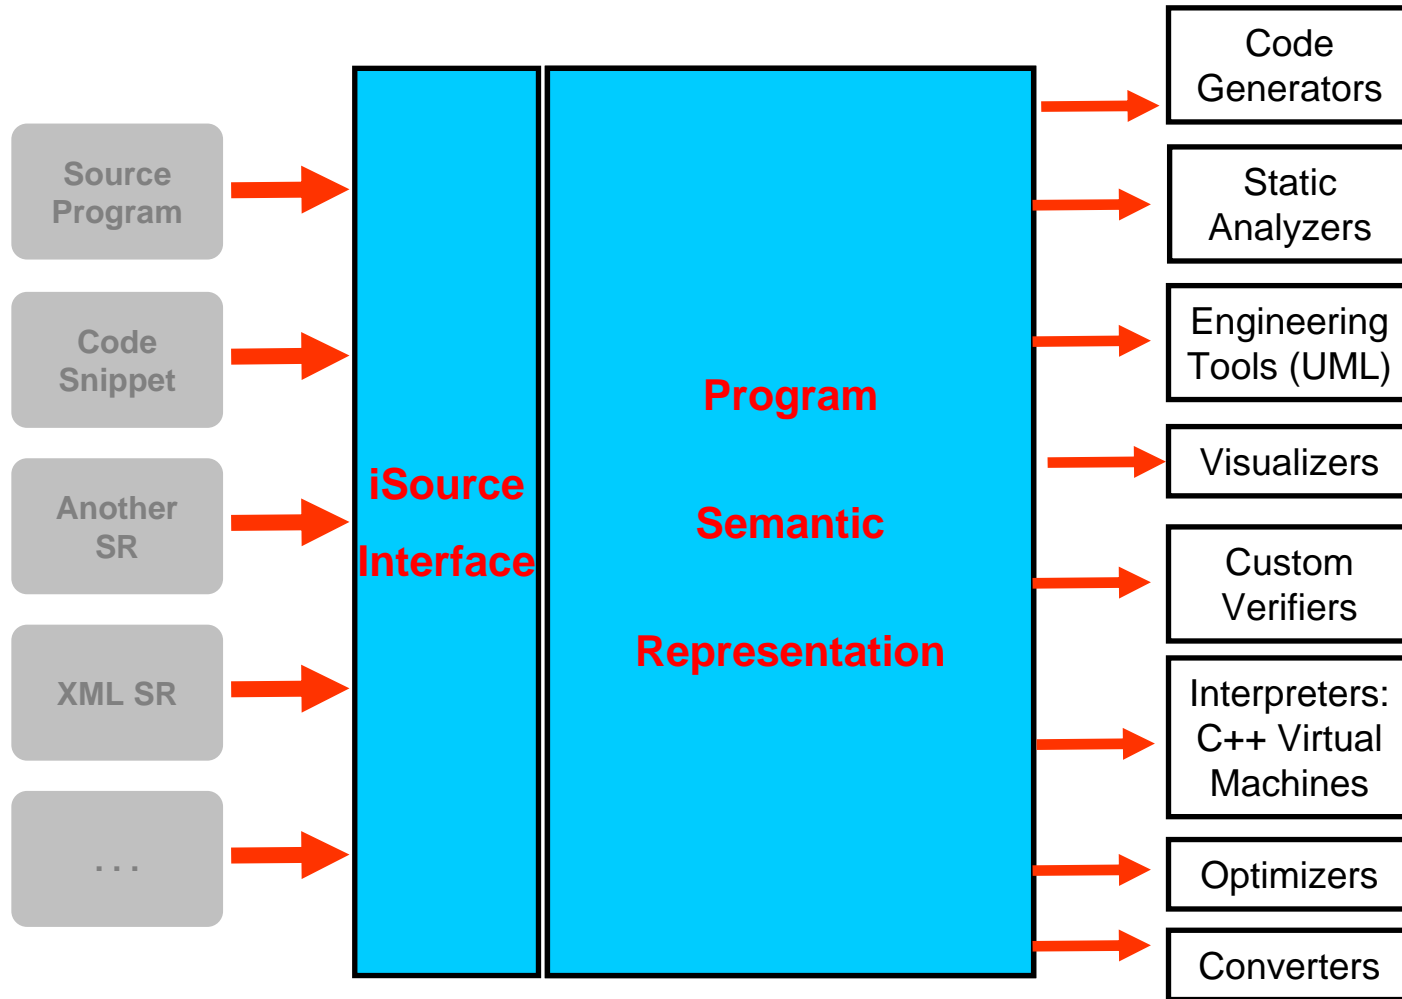 Source
Program
Code
Snippet
Another
SR
XML SR
. . .
iSource
Interface
Program
Semantic
Representation
Code
Generators
Static
Analyzers
Engineering
Tools (UML)
Visualizers
Custom
Verifiers
Interpreters:
C++ Virtual
Machines
Optimizers
Converters